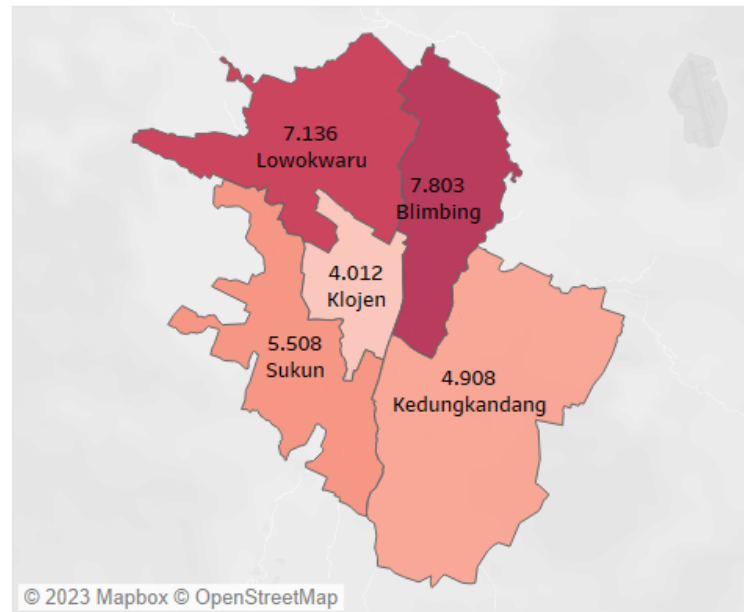 7.136
Lowokwaru
7.803
Blimbing
4.012
Klojen
5.508
Sukun
4.908
Kedungkandang
© 2023 Mapbox © OpenStreetMap